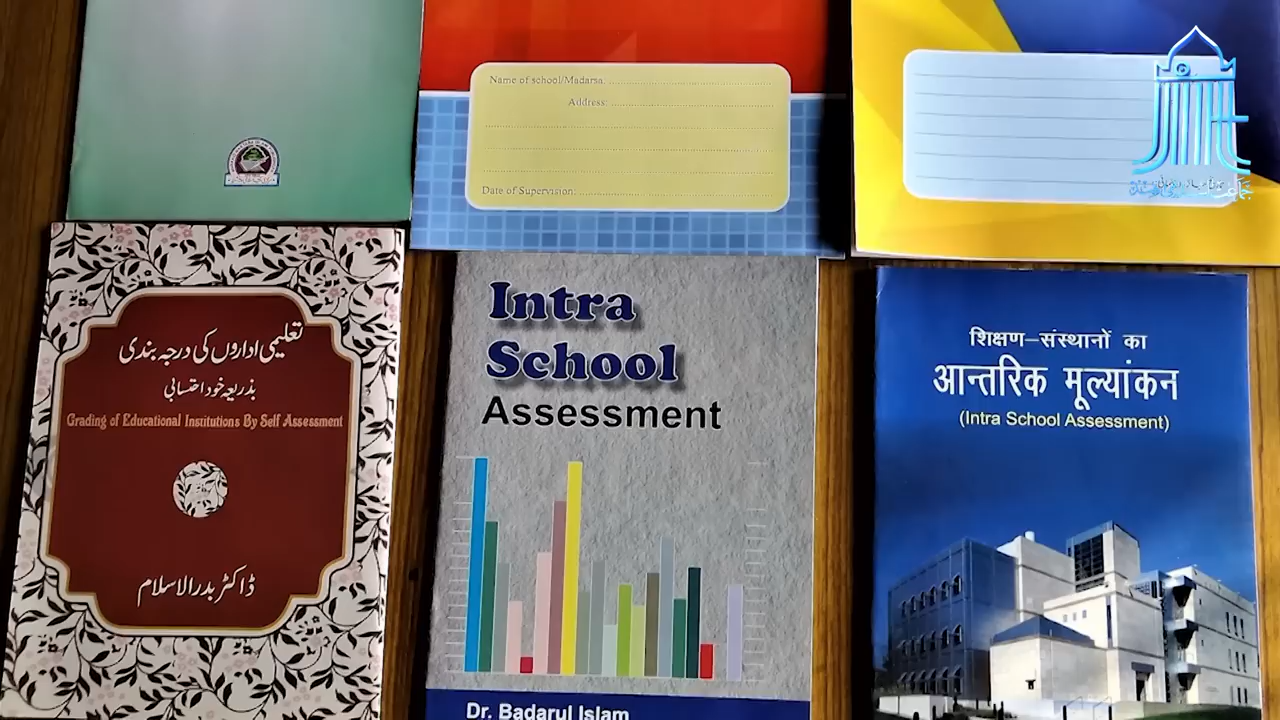 Name of school/Madarsa:
Address:
Date of Supervision:
تعلیمی اداروں کی درجہ بندی
بذریعہ خود احتسابی
Grading of Educational Institutions By Self Assessment
ڈاکٹر بدر الاسلام
Intra
School
Assessment
Dr. Badarul Islam
शिक्षण-संस्थानों का
आन्तरिक मूल्यांकन
(Intra School Assessment)